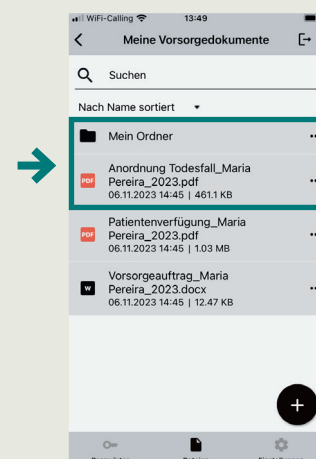 WiFi-Calling 13:49
Meine Vorsorgedokumente
Suchen
Nach Name sortiert
Mein Ordner
PDF
Anordnung Todesfall_Maria
Pereira_2023.pdf
06.11.2023 14:45 | 461.1 KB
PDF
Patientenverfügung_Maria
Pereira_2023.pdf
06.11.2023 14:45 | 1.03 MB
W
Vorsorgeauftrag_Maria
Pereira_2023.docx
06.11.2023 14:45 | 12.47 KB